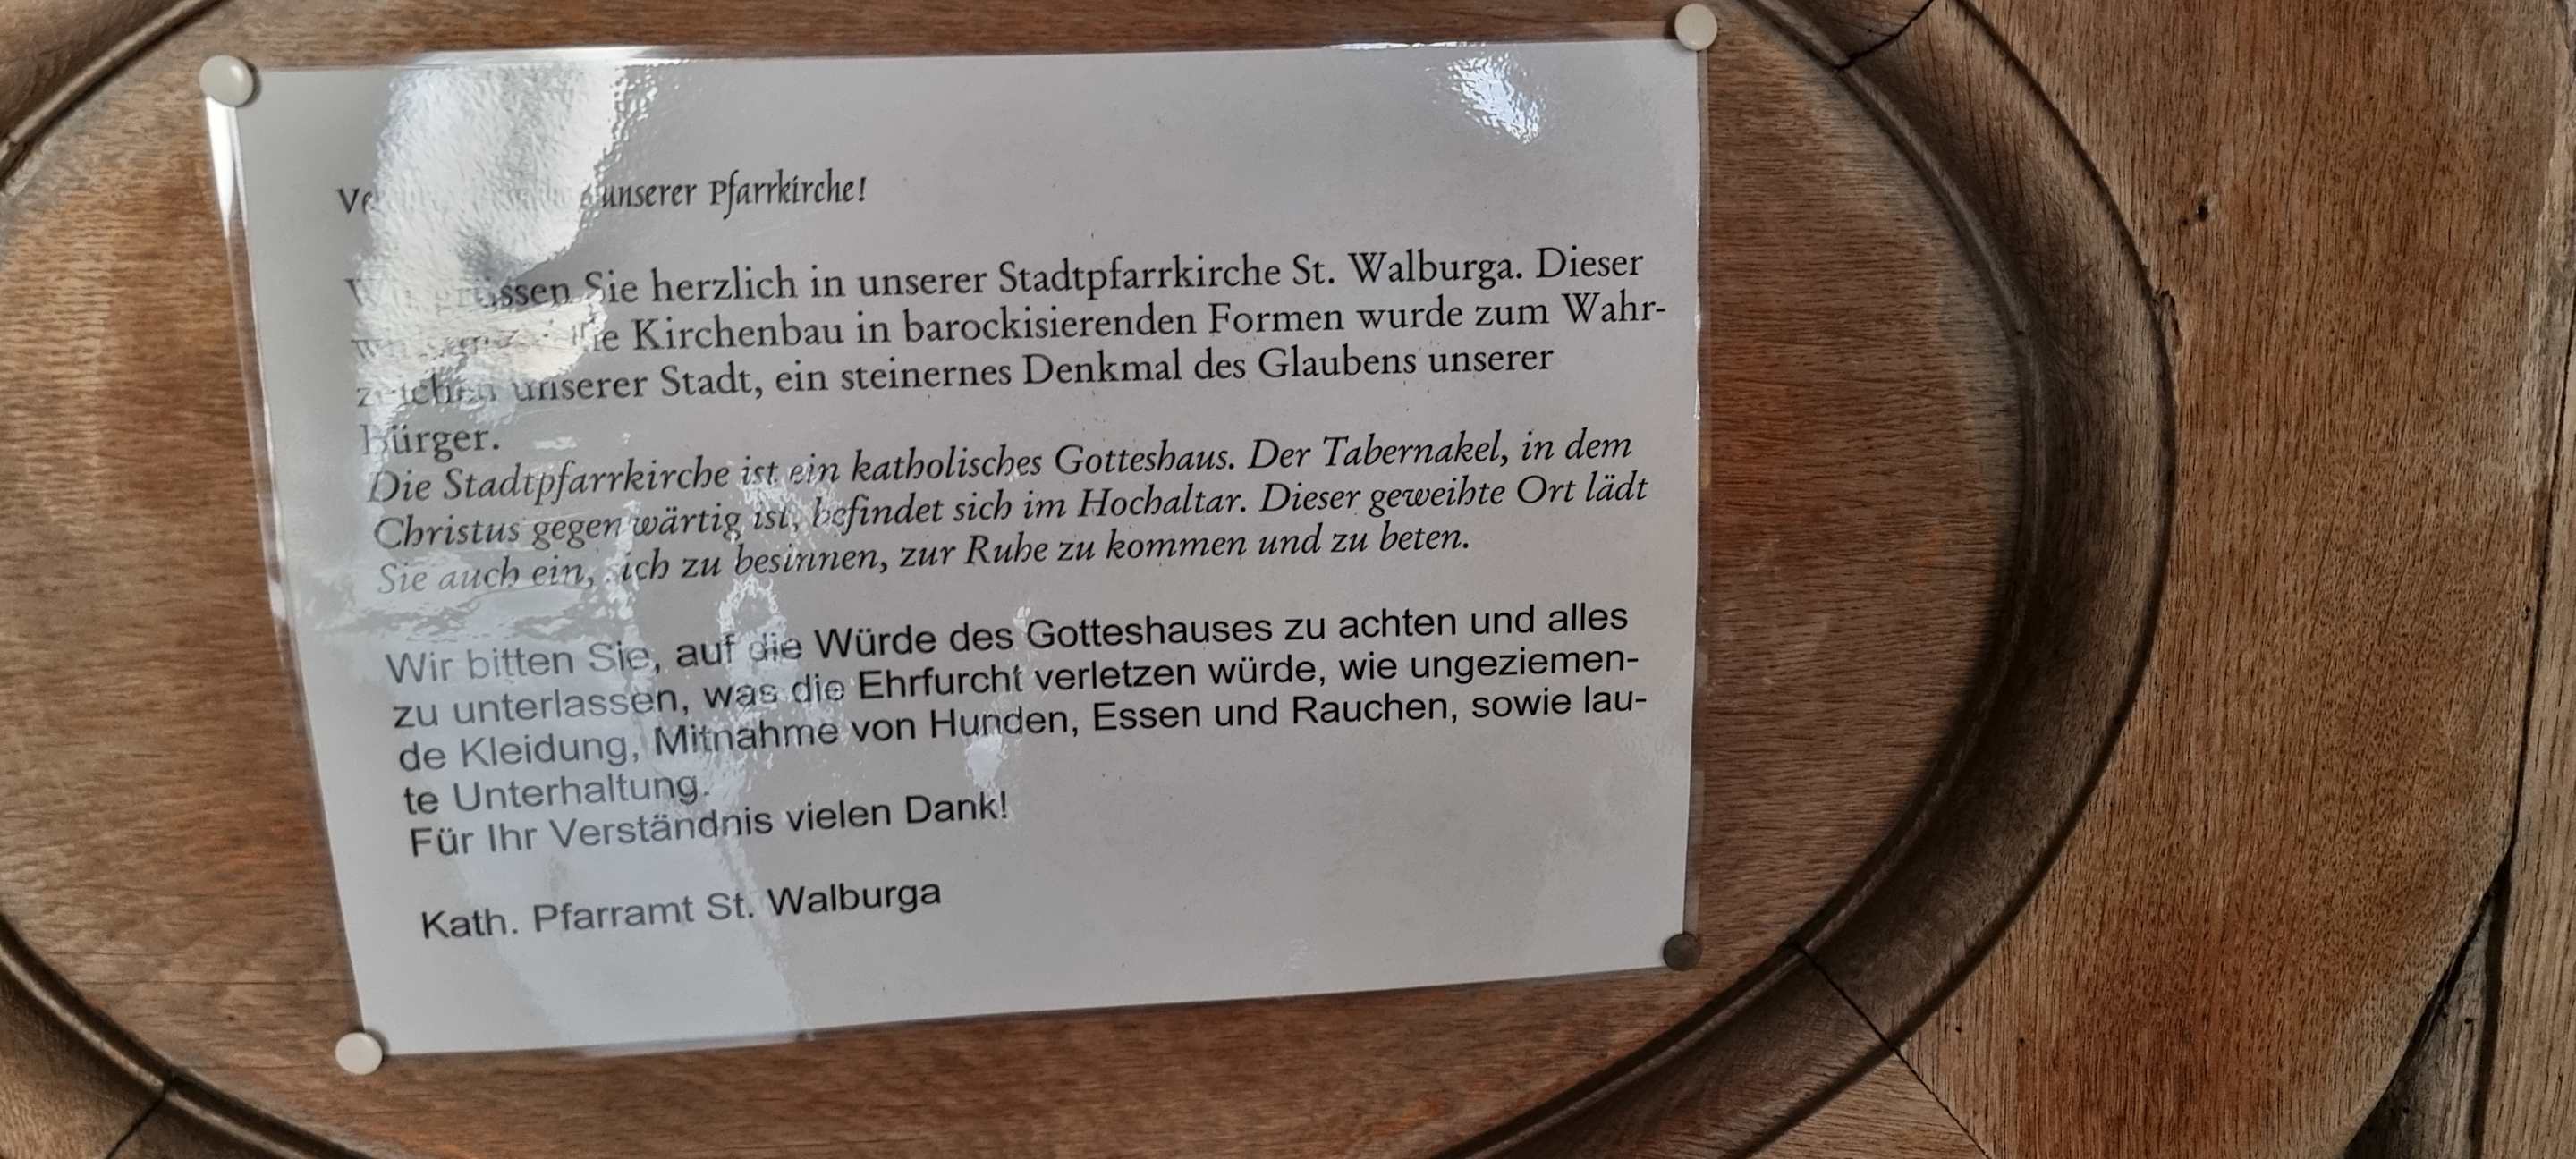 unserer Pfarrkirche!
Wir grüssen Sie herzlich in unserer Stadtpfarrkirche St. Walburga. Dieser
Kirchenbau in barockisierenden Formen wurde zum Wahr-
zeichen unserer Stadt, ein steinernes Denkmal des Glaubens unserer
Bürger.
Die Stadtpfarrkirche ist ein katholisches Gotteshaus. Der Tabernakel, in dem
Christus gegenwärtig ist, befindet sich im Hochaltar. Dieser geweihte Ort lädt
Sie auch ein, sich zu besinnen, zur Ruhe zu kommen und zu beten.
Wir bitten Sie, auf die Würde des Gotteshauses zu achten und alles
zu unterlassen, was die Ehrfurcht verletzen würde, wie ungeziemen-
de Kleidung, Mitnahme von Hunden, Essen und Rauchen, sowie lau-
te Unterhaltung.
Für Ihr Verständnis vielen Dank!
Kath. Pfarramt St. Walburga